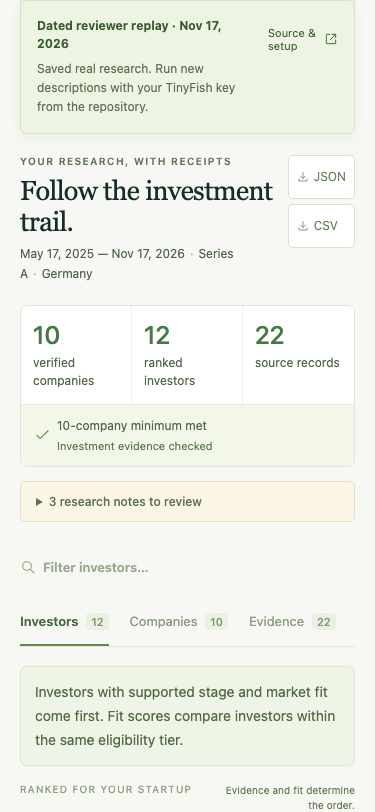 Dated reviewer replay · Nov 17,
2026
Source &
setup
Saved real research. Run new
descriptions with your TinyFish key
from the repository.
YOUR RESEARCH, WITH RECEIPTS
Follow the investment
trail.
JSON
CSV
May 17, 2025 — Nov 17, 2026 · Series
A · Germany
10
verified
companies
12
ranked
investors
22
source records
10-company minimum met
Investment evidence checked
3 research notes to review
Filter investors...
Investors 12 Companies 10 Evidence 22
Investors with supported stage and market fit
come first. Fit scores compare investors within
the same eligibility tier.
RANKED FOR YOUR STARTUP
Evidence and fit determine
the order.